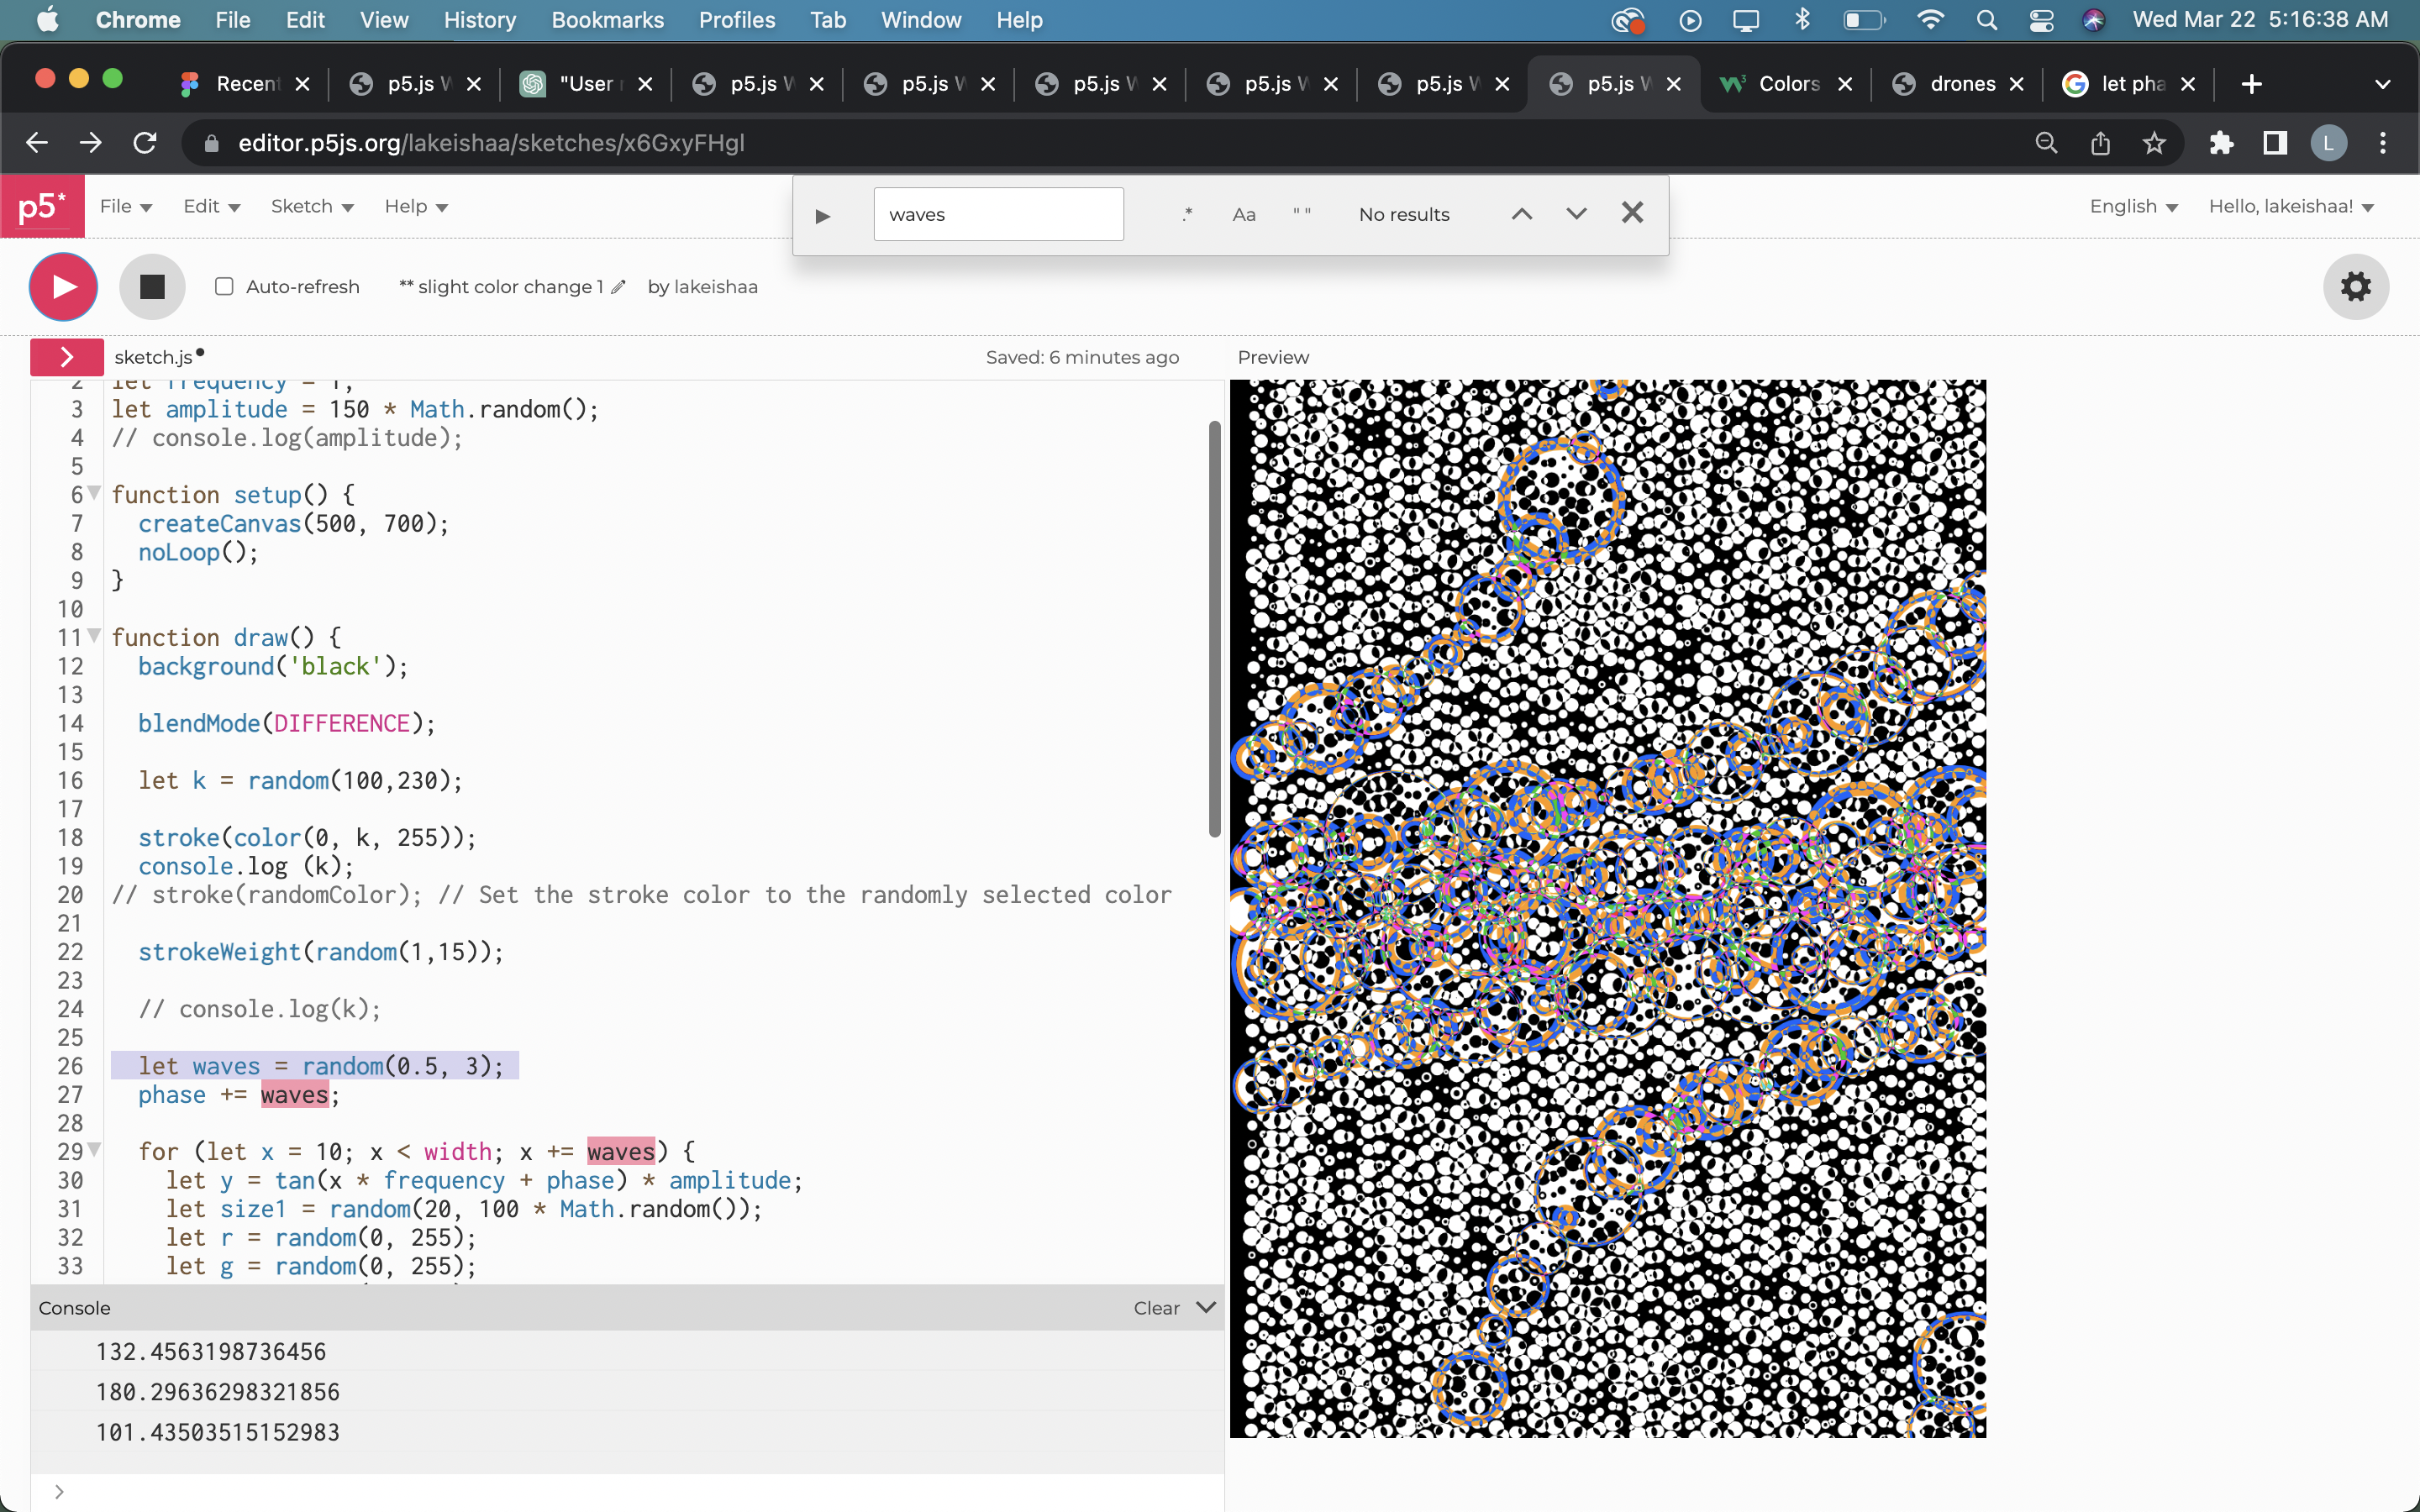 Chrome File Edit View History Bookmarks Profiles Tab Window Help Wed Mar 22 5:16:38 AM
Recent p5.js W "User r p5.js W p5.js W p5.js W p5.js W p5.js W p5.js W Colors drones let pha
editor.p5js.org/lakeishaa/sketches/x6GxyFHgl L
p5* File Edit Sketch Help waves .* Aa " " No results English Hello, lakeishaa!
Auto-refresh ** slight color change 1 by lakeishaa
sketch.js Saved: 6 minutes ago Preview
2 let frequency = 1;
3 let amplitude = 150 * Math.random();
4 // console.log(amplitude);
5
6 function setup() {
7 createCanvas(500, 700);
8 noLoop();
9 }
10
11 function draw() {
12 background('black');
13
14 blendMode(DIFFERENCE);
15
16 let k = random(100,230);
17
18 stroke(color(0, k, 255));
19 console.log (k);
20 // stroke(randomColor); // Set the stroke color to the randomly selected color
21
22 strokeWeight(random(1,15));
23
24 // console.log(k);
25
26 let waves = random(0.5, 3);
27 phase += waves;
28
29 for (let x = 10; x < width; x += waves) {
30 let y = tan(x * frequency + phase) * amplitude;
31 let size1 = random(20, 100 * Math.random());
32 let r = random(0, 255);
33 let g = random(0, 255);
Console Clear
132.4563198736456
180.29636298321856
101.43503515152983